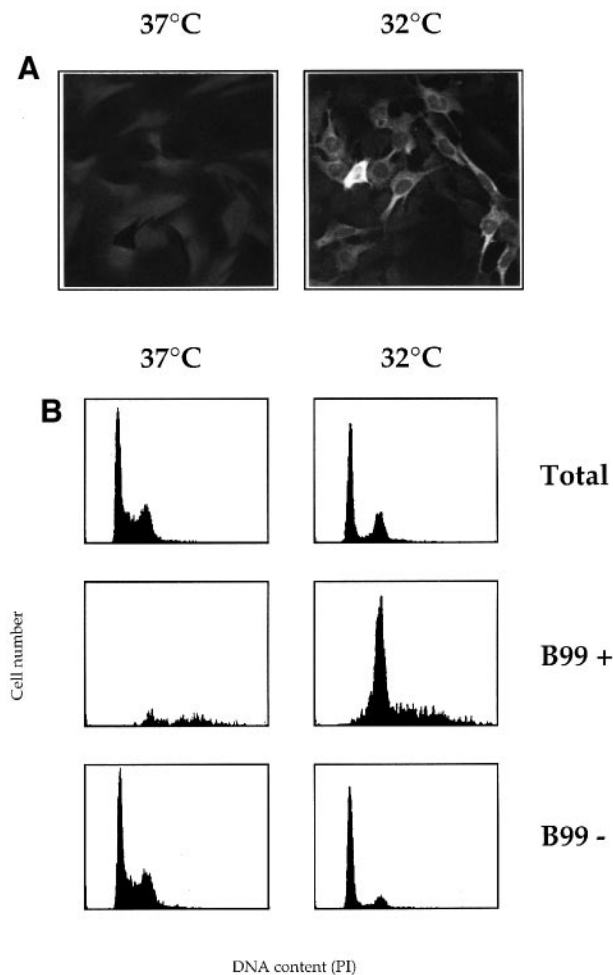 37°C 32°C
A
37°C 32°C
B
Total
B99 +
B99 -
Cell number
DNA content (PI)